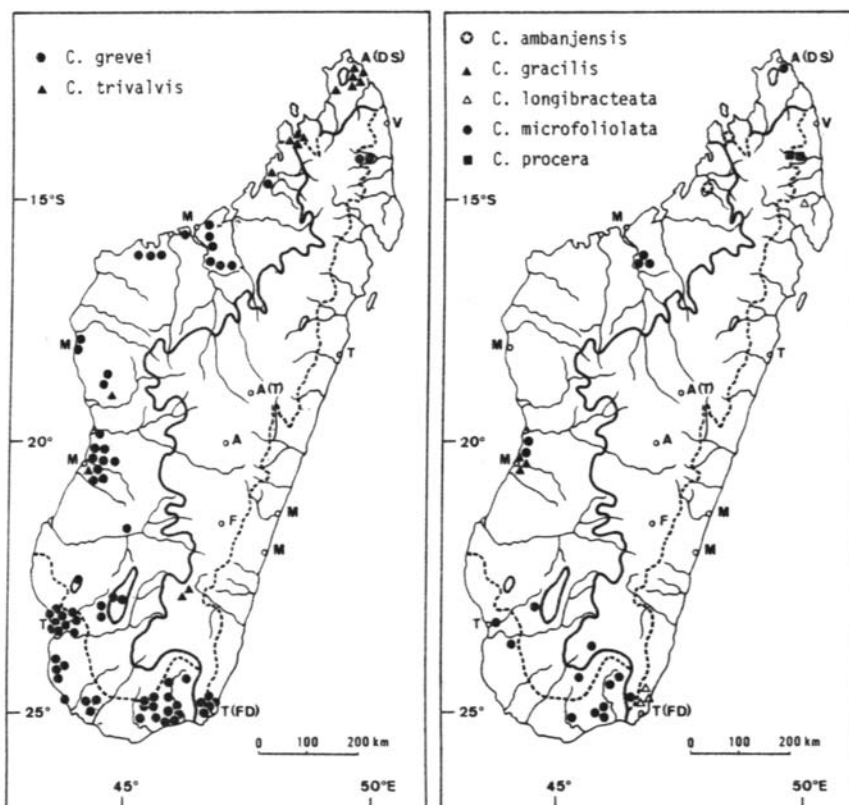 C. grevei
C. trivalvis
A(DS)
V
15°S
M
M
T
A(T)
20°
A
M
M
F
M
T
25°
T(FD)
0 100 200 km
45°
50°E
C. ambanjensis
C. gracilis
C. longibracteata
C. microfoliolata
C. procera
A(DS)
V
15°S
M
M
T
A(T)
20°
A
M
M
F
M
T
25°
T(FD)
0 100 200 km
45°
50°E